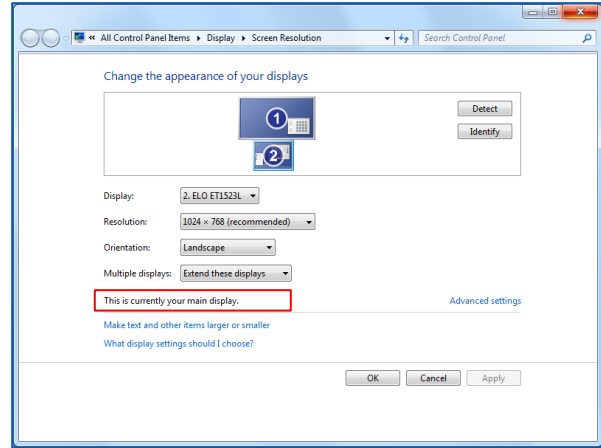 « All Control Panel Items ▸ Display ▸ Screen Resolution
Search Control Panel
Change the appearance of your displays
1
2
Detect
Identify
Display: 2. ELO ET1523L
Resolution: 1024 × 768 (recommended)
Orientation: Landscape
Multiple displays: Extend these displays
This is currently your main display.
Advanced settings
Make text and other items larger or smaller
What display settings should I choose?
OK Cancel Apply